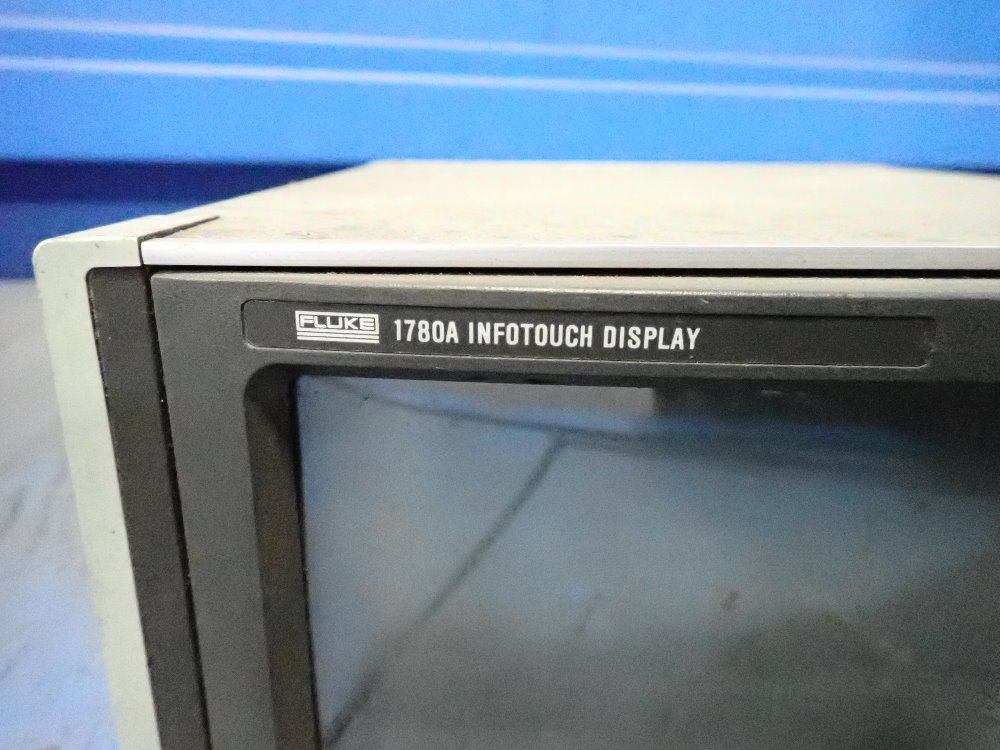 FLUKE 1780A INFOTOUCH DISPLAY